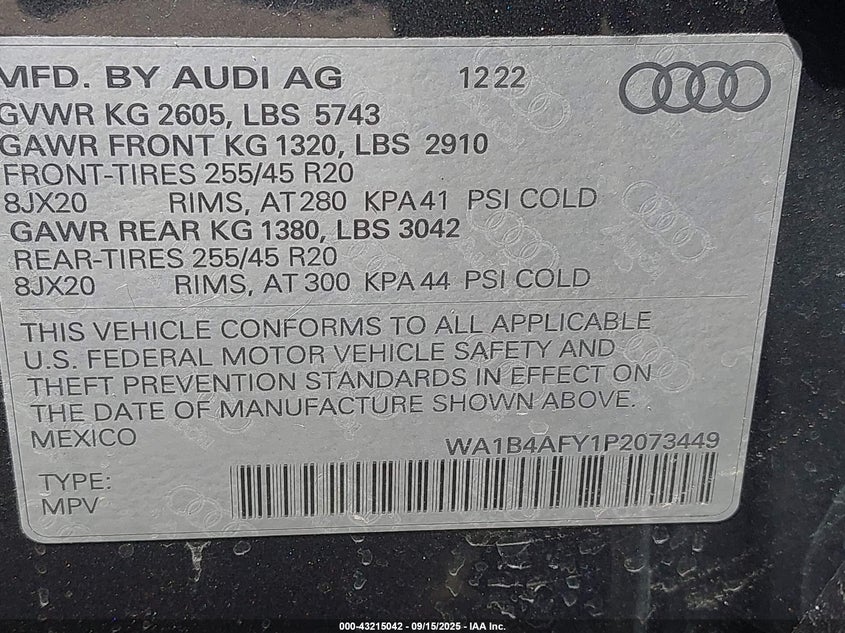 MFD. BY AUDI AG 12 22
GVWR KG 2605, LBS 5743
GAWR FRONT KG 1320, LBS 2910
FRONT-TIRES 255/45 R20
8JX20 RIMS, AT 280 KPA 41 PSI COLD
GAWR REAR KG 1380, LBS 3042
REAR-TIRES 255/45 R20
8JX20 RIMS, AT 300 KPA 44 PSI COLD
THIS VEHICLE CONFORMS TO ALL APPLICABLE
U.S. FEDERAL MOTOR VEHICLE SAFETY AND
THEFT PREVENTION STANDARDS IN EFFECT ON
THE DATE OF MANUFACTURE SHOWN ABOVE.
MEXICO WA1B4AFY1P2073449
TYPE:
MPV
000-43215042 - 09/15/2025 - IAA Inc.